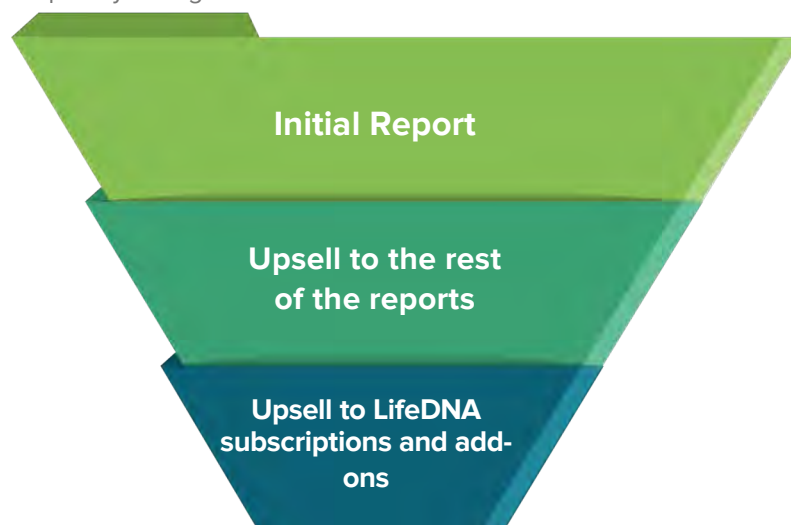 Initial Report
Upsell to the rest
of the reports
Upsell to LifeDNA
subscriptions and add-
ons